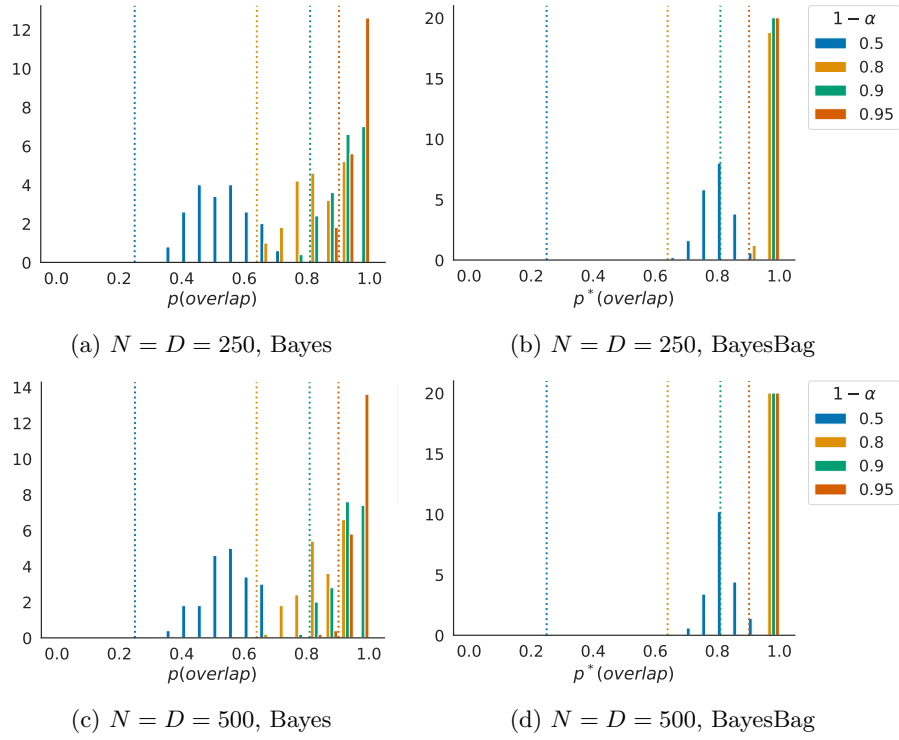 12
10
8
6
4
2
0
0.0 0.2 0.4 0.6 0.8 1.0
p(overlap)
(a) N = D = 250, Bayes
20
15
10
5
0
0.0 0.2 0.4 0.6 0.8 1.0
p*(overlap)
1 − α
0.5
0.8
0.9
0.95
(b) N = D = 250, BayesBag
14
12
10
8
6
4
2
0
0.0 0.2 0.4 0.6 0.8 1.0
p(overlap)
(c) N = D = 500, Bayes
20
15
10
5
0
0.0 0.2 0.4 0.6 0.8 1.0
p*(overlap)
1 − α
0.5
0.8
0.9
0.95
(d) N = D = 500, BayesBag